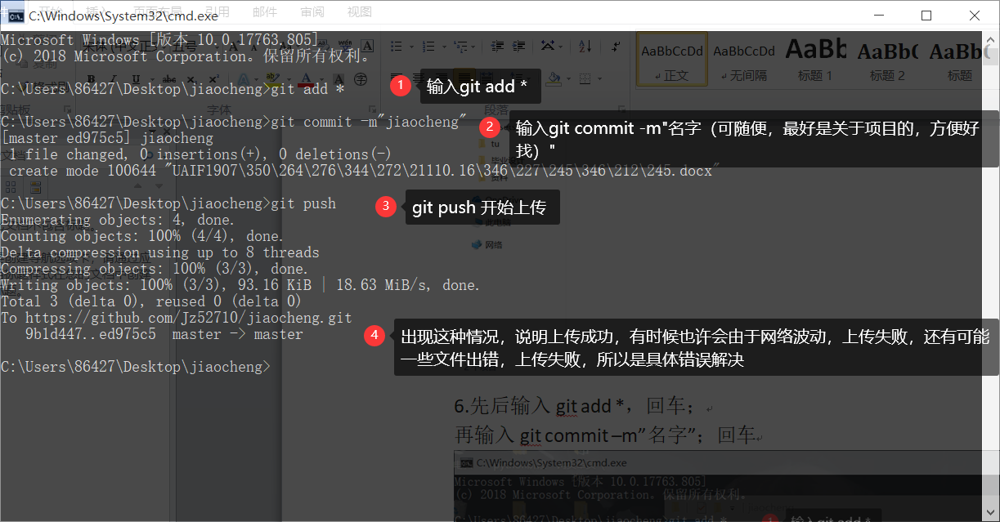 C:\Windows\System32\cmd.exe
引用 邮件 审阅 视图
Microsoft Windows [版本 10.0.17763.805]
(c) 2018 Microsoft Corporation。保留所有权利。
AaBbCcDd AaBbCcDd AaBb AaBb( AaBb(
↲正文 ↲无间隔 标题 1 标题 2 标题
C:\Users\86427\Desktop\jiaocheng>git add *
1 输入git add *
字体 段落
C:\Users\86427\Desktop\jiaocheng>git commit -m"jiaocheng"
2 输入git commit -m"名字（可随便，最好是关于项目的，方便好
找）"
[master ed975c5] jiaocheng
1 file changed, 0 insertions(+), 0 deletions(-)
create mode 100644 "UAIF1907\350\264\276\344\272\21110.16\346\227\245\346\212\245.docx"
tu
资料
C:\Users\86427\Desktop\jiaocheng>git push
3 git push 开始上传
Enumerating objects: 4, done.
此电脑
Counting objects: 100% (4/4), done.
网络
Delta compression using up to 8 threads
Compressing objects: 100% (3/3), done.
Writing objects: 100% (3/3), 93.16 KiB | 18.63 MiB/s, done.
Total 3 (delta 0), reused 0 (delta 0)
To https://github.com/Jz52710/jiaocheng.git
9b1d447..ed975c5 master -> master
4 出现这种情况，说明上传成功，有时候也许会由于网络波动，上传失败，还有可能
一些文件出错，上传失败，所以是具体错误解决
C:\Users\86427\Desktop\jiaocheng>
6.先后输入 git add *，回车；
再输入 git commit –m”名字”；回车
C:\Windows\System32\cmd.exe
Microsoft Windows [版本 10.0.17763.805]
(c) 2018 Microsoft Corporation。保留所有权利。
C:\Users\86427\Desktop\jiaocheng>git add *
1 输入git add *